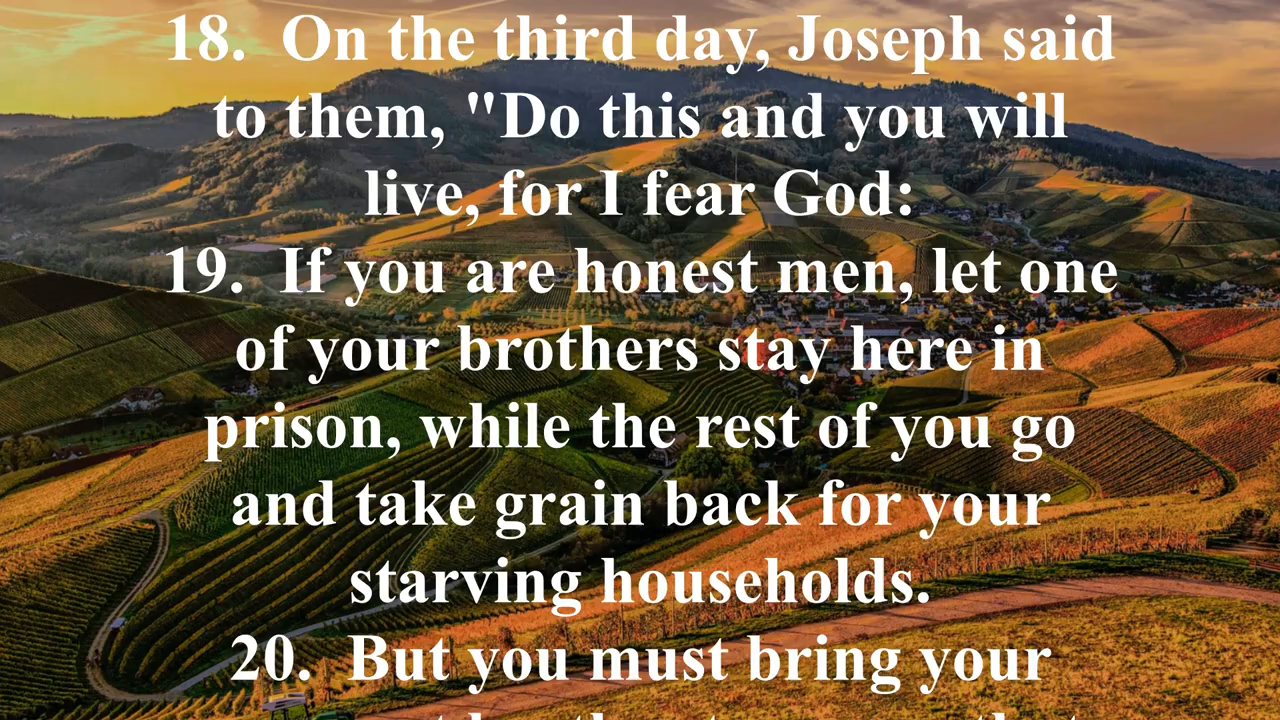 18.  On the third day, Joseph said
to them, "Do this and you will
live, for I fear God:
19.  If you are honest men, let one
of your brothers stay here in
prison, while the rest of you go
and take grain back for your
starving households.
20.  But you must bring your